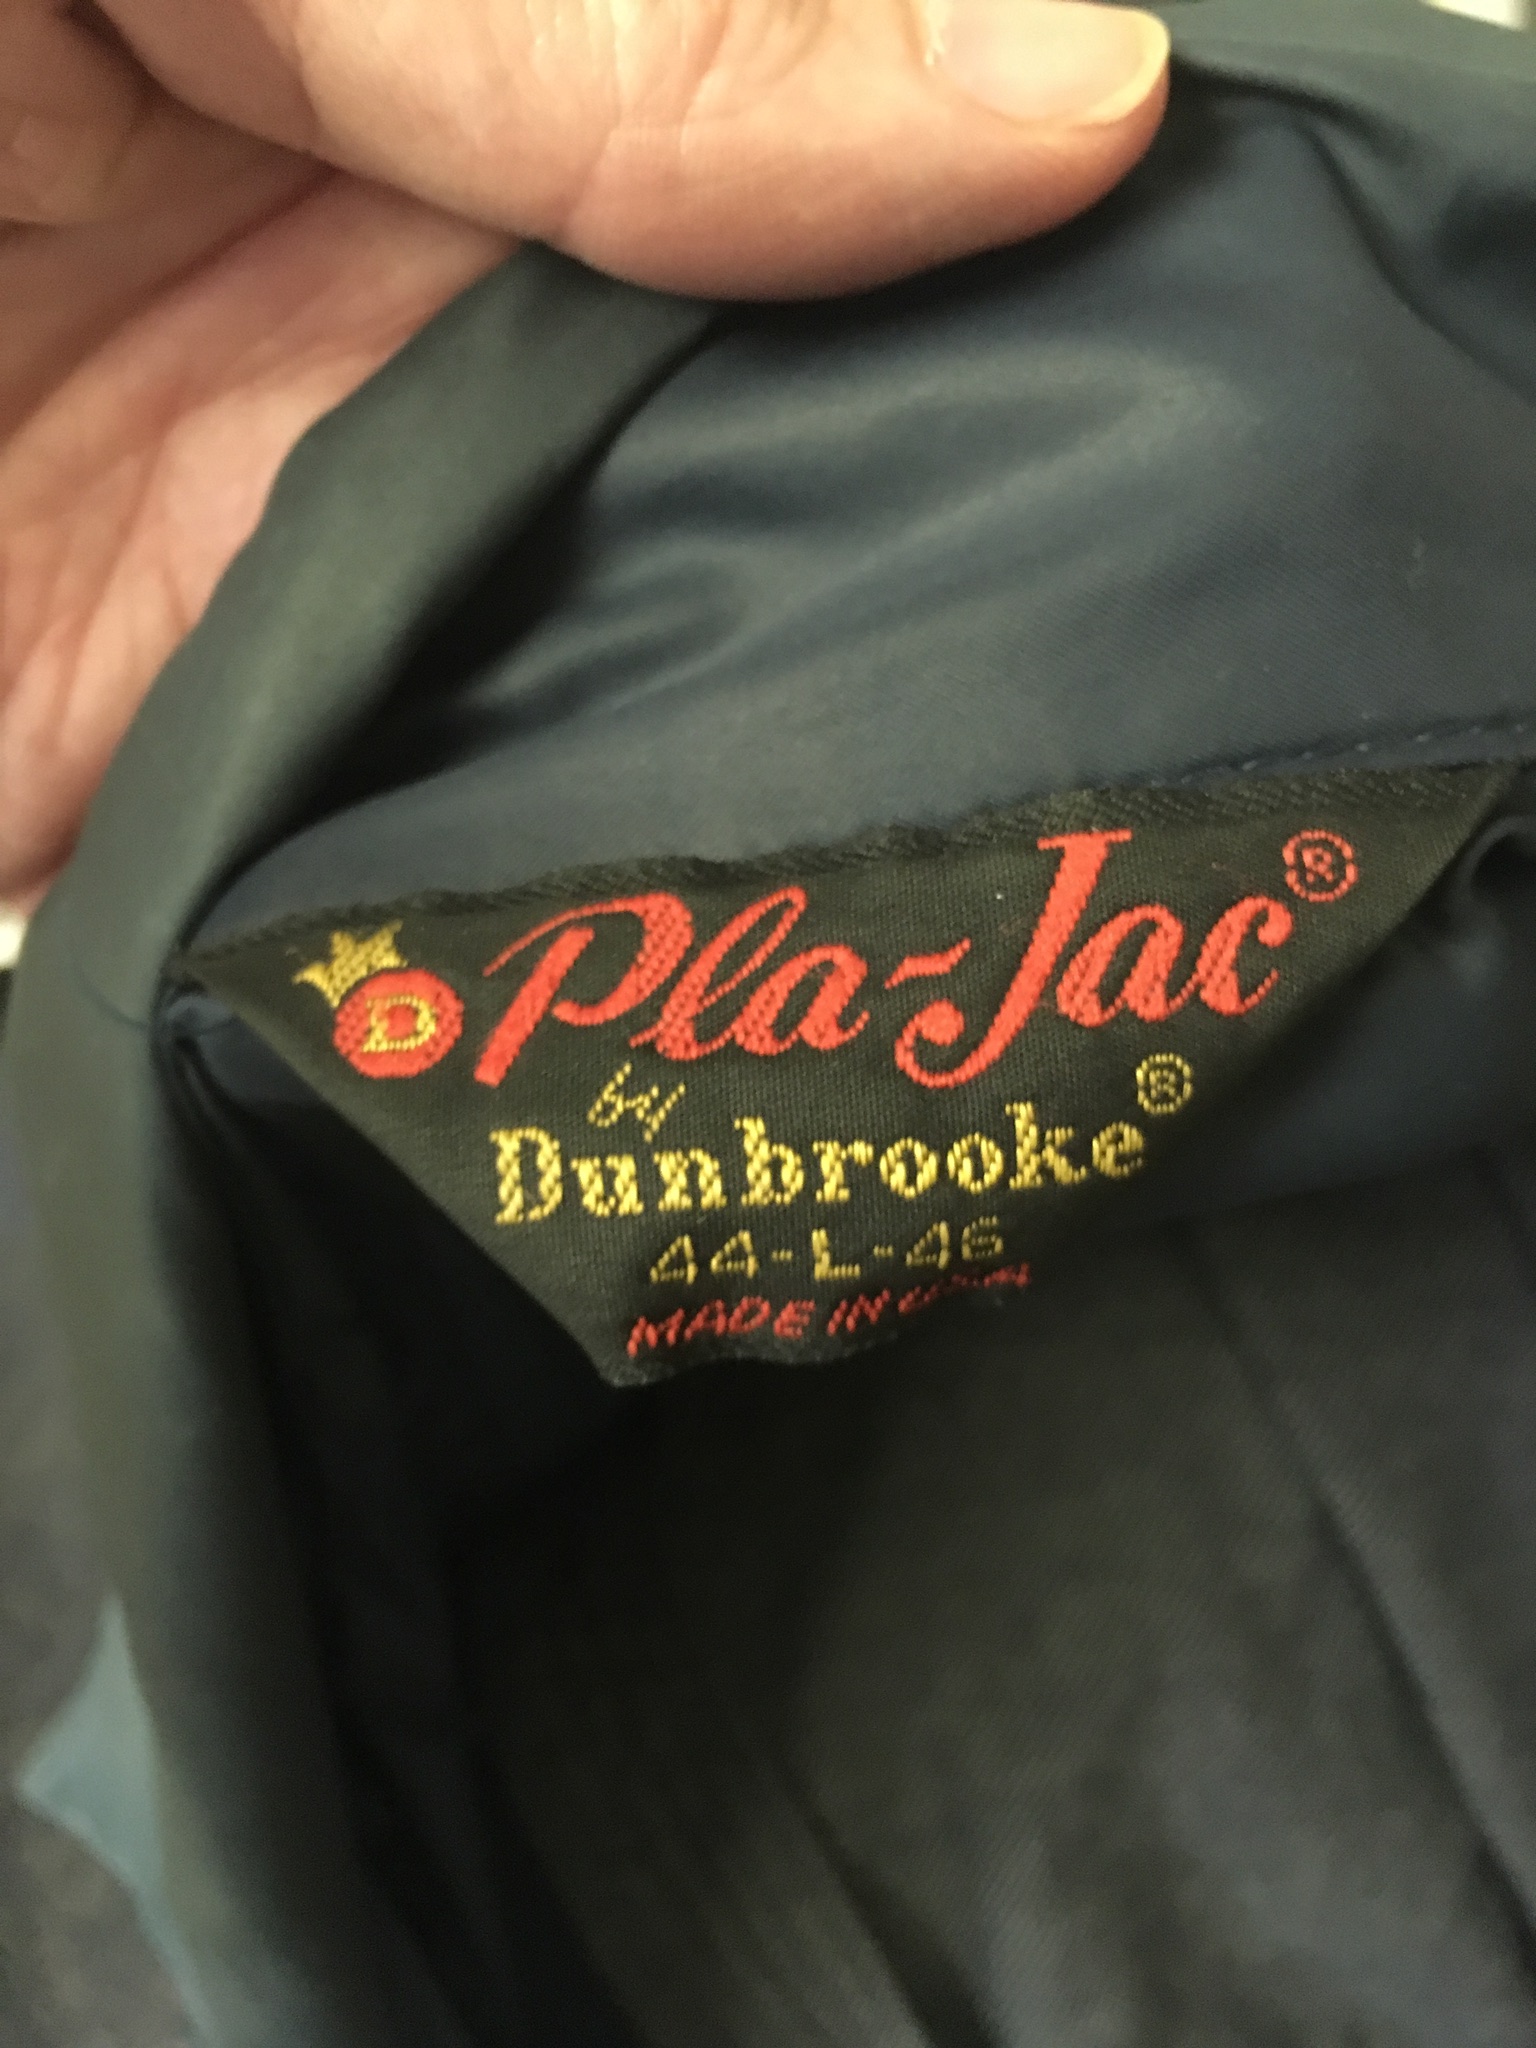 D Pla-Jac®
by
Dunbrooke®
44-L-46
MADE IN U.S.A.